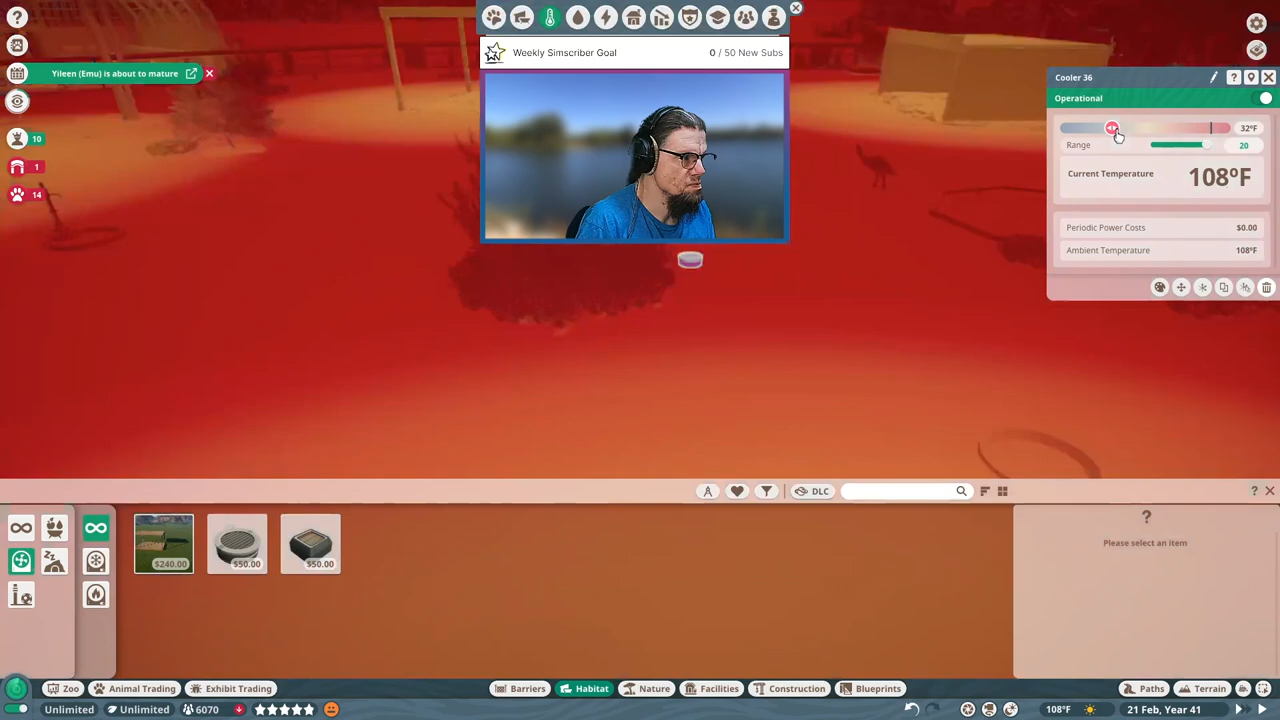 Weekly Simscriber Goal 0 / 50 New Subs
Yileen (Emu) is about to mature
10
1
14
Cooler 36
Operational
32°F
Range 20
Current Temperature 108°F
Periodic Power Costs $0.00
Ambient Temperature 108°F
DLC
$240.00 $50.00 $50.00
Please select an item
Zoo Animal Trading Exhibit Trading Barriers Habitat Nature Facilities Construction Blueprints Paths Terrain
Unlimited Unlimited 6070 108°F 21 Feb, Year 41